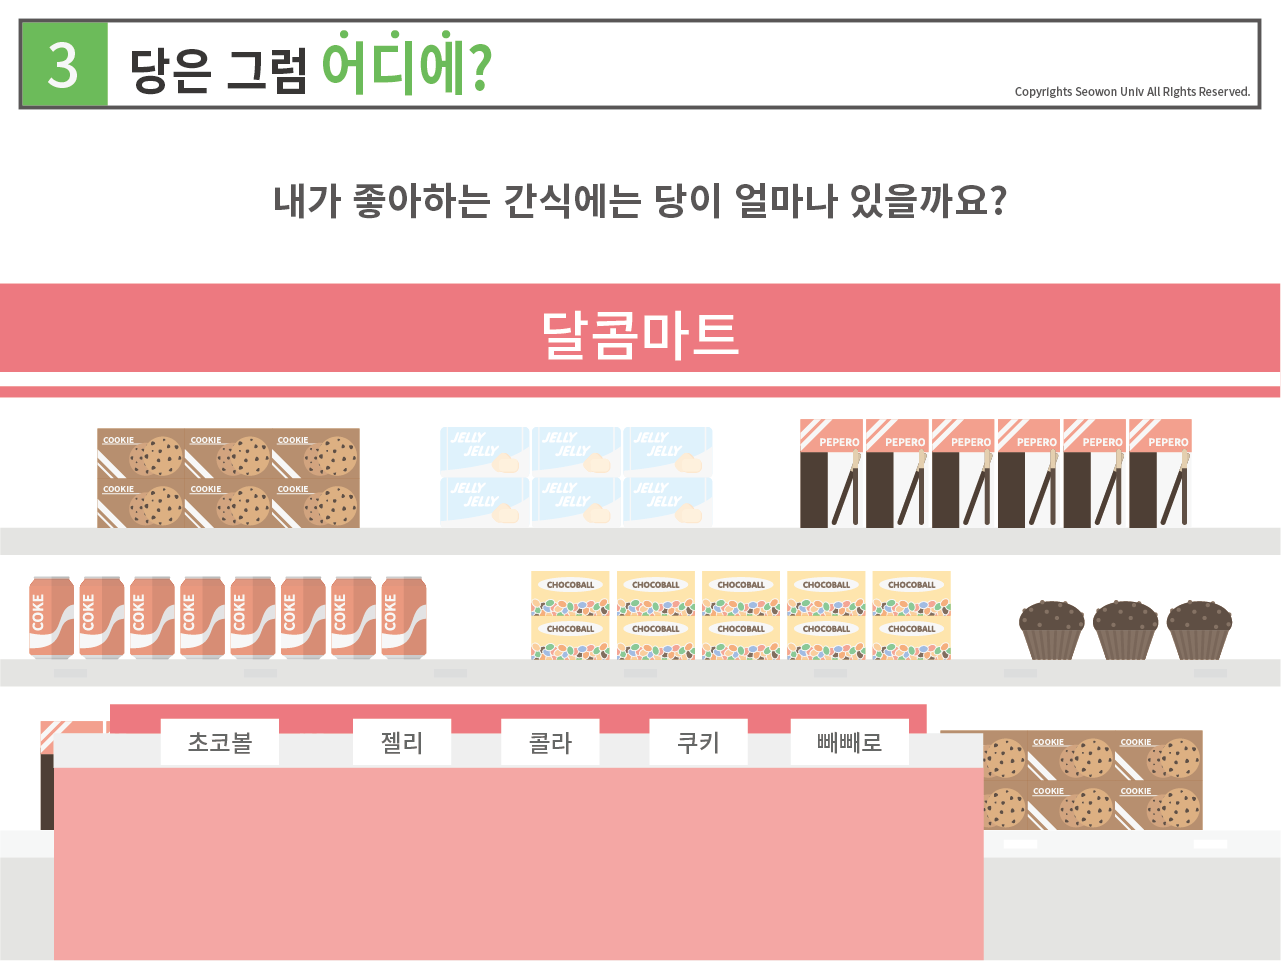 3
당은 그럼 어디에?
Copyrights Seowon Univ All Rights Reserved.
내가 좋아하는 간식에는 당이 얼마나 있을까요?
달콤마트
COOKIE COOKIE COOKIE
COOKIE COOKIE COOKIE
JELLY JELLY JELLY JELLY JELLY JELLY
JELLY JELLY JELLY JELLY JELLY JELLY
PEPERO PEPERO PEPERO PEPERO PEPERO PEPERO
COKE COKE COKE COKE COKE COKE COKE COKE
CHOCOBALL CHOCOBALL CHOCOBALL CHOCOBALL CHOCOBALL
CHOCOBALL CHOCOBALL CHOCOBALL CHOCOBALL CHOCOBALL
초코볼 젤리 콜라 쿠키 빼빼로
COOKIE COOKIE
COOKIE COOKIE